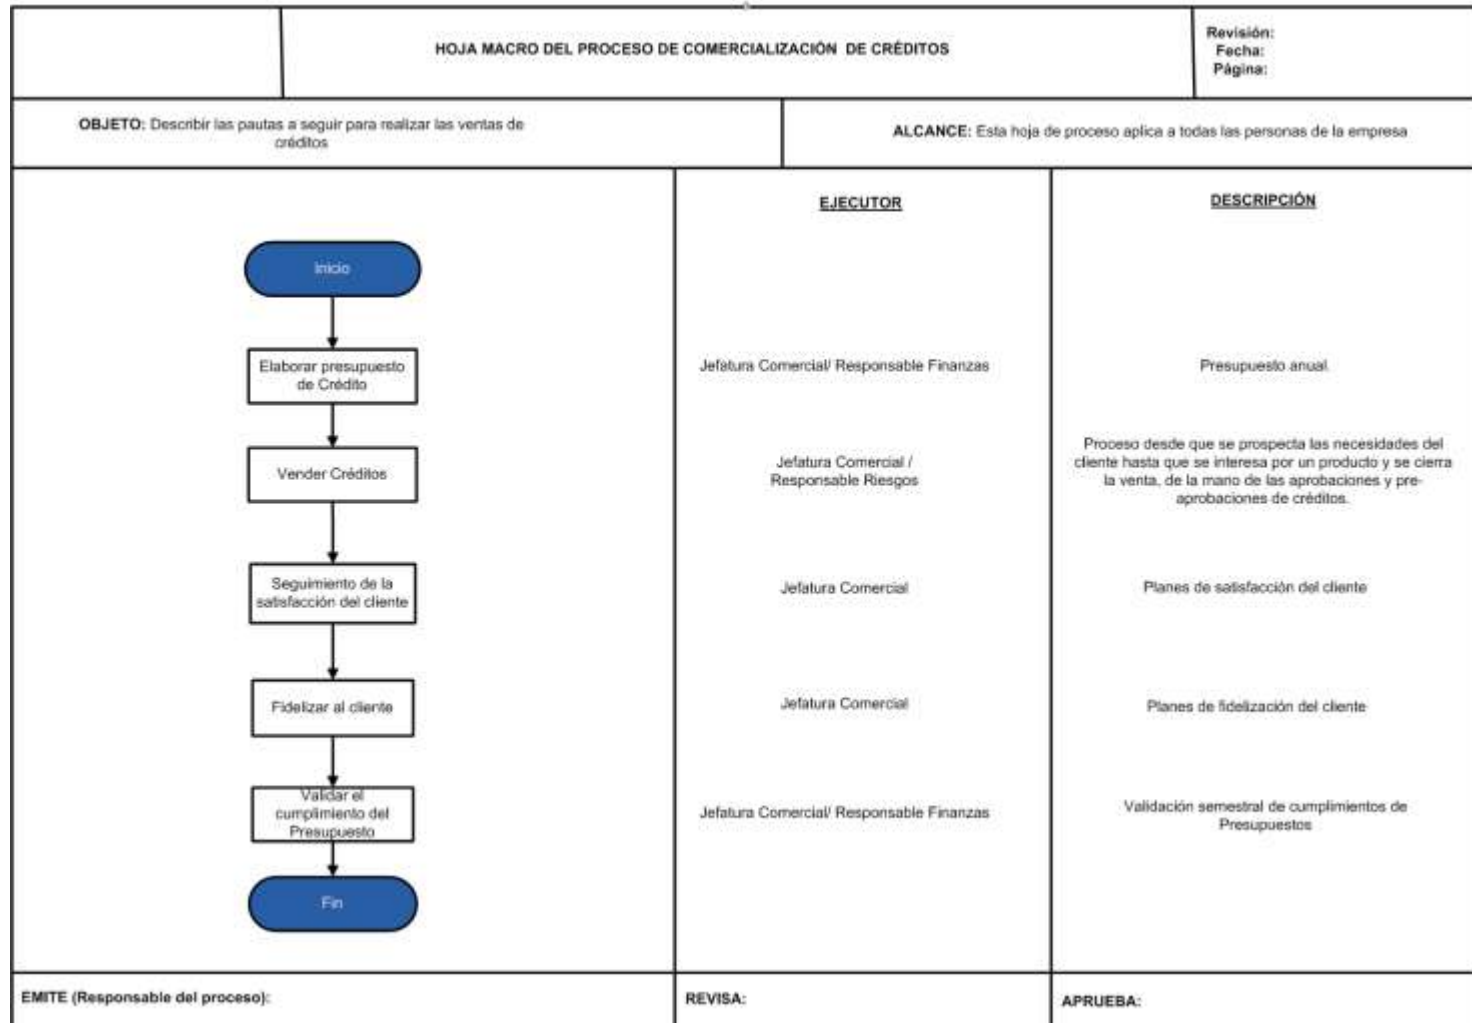 HOJA MACRO DEL PROCESO DE COMERCIALIZACIÓN DE CRÉDITOS
Revisión:
Fecha:
Página:
OBJETO: Describir las pautas a seguir para realizar las ventas de
créditos
ALCANCE: Esta hoja de proceso aplica a todas las personas de la empresa
EJECUTOR
DESCRIPCIÓN
Inicio
Elaborar presupuesto
de Crédito
Jefatura Comercial/ Responsable Finanzas
Presupuesto anual.
Vender Créditos
Jefatura Comercial /
Responsable Riesgos
Proceso desde que se prospecta las necesidades del
cliente hasta que se interesa por un producto y se cierra
la venta, de la mano de las aprobaciones y pre-
aprobaciones de créditos.
Seguimiento de la
satisfacción del cliente
Jefatura Comercial
Planes de satisfacción del cliente
Fidelizar al cliente
Jefatura Comercial
Planes de fidelización del cliente
Validar el
cumplimiento del
Presupuesto
Jefatura Comercial/ Responsable Finanzas
Validación semestral de cumplimientos de
Presupuestos
Fin
EMITE (Responsable del proceso):
REVISA:
APRUEBA: